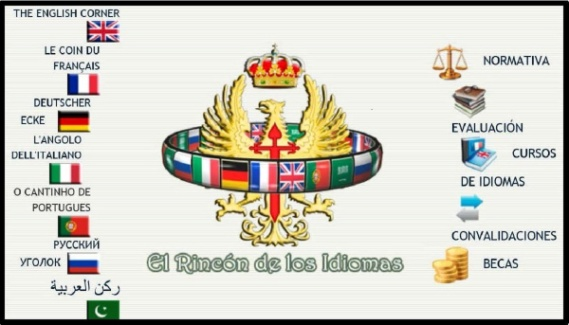 THE ENGLISH CORNER
LE COIN DU
FRANÇAIS
DEUTSCHER
ECKE
L'ANGOLO
DELL'ITALIANO
O CANTINHO DE
PORTUGUES
РУССКИЙ
УГОЛОК
ركن العربية
El Rincón de los Idiomas
NORMATIVA
EVALUACIÓN
CURSOS
DE IDIOMAS
CONVALIDACIONES
BECAS